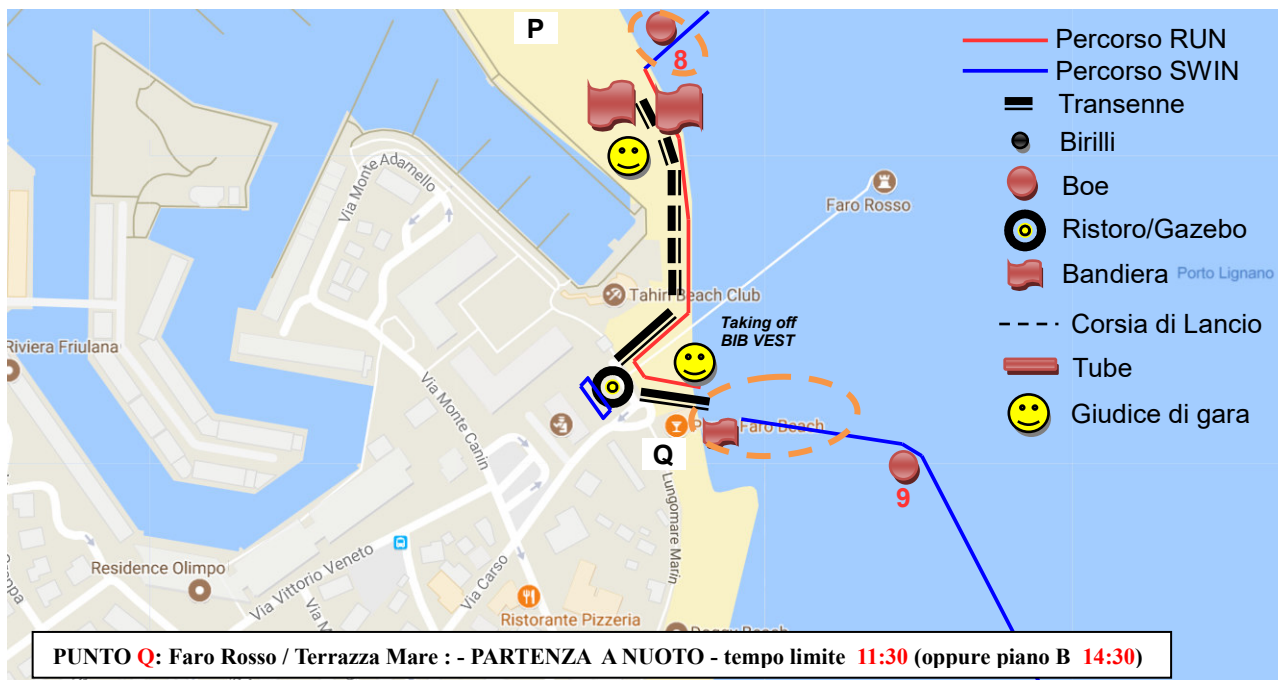 P
8
Percorso RUN
Percorso SWIN
Transenne
Birilli
Boe
Ristoro/Gazebo
Bandiera
Porto Lignano
Corsia di Lancio
Tube
Giudice di gara
Via Monte Adamello
Faro Rosso
Tahiri Beach Club
Taking off
BIB VEST
Riviera Friulana
Via Monte Canin
Faro Beach
Q
9
Lungomare Marin
Residence Olimpo
Via Vittorio Veneto
Via Carso
Ristorante Pizzeria
PUNTO Q: Faro Rosso / Terrazza Mare : - PARTENZA A NUOTO - tempo limite 11:30 (oppure piano B 14:30)